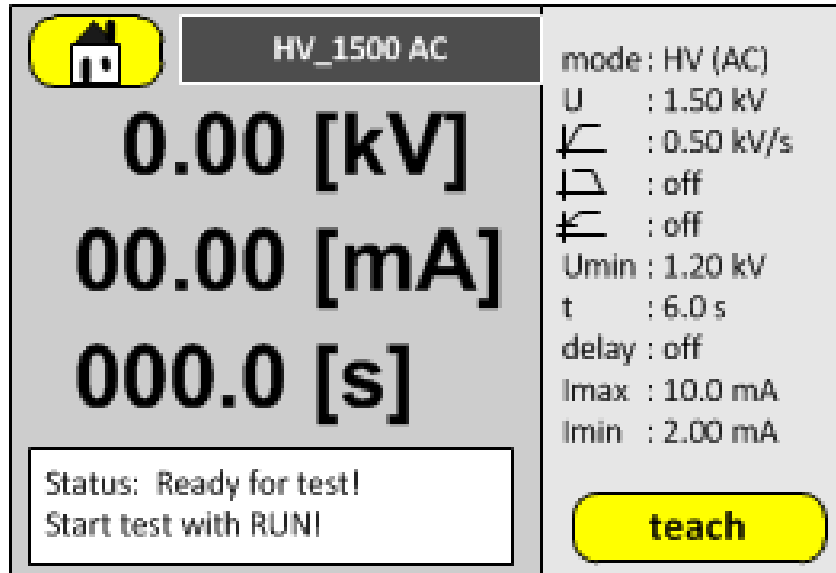 HV_1500 AC
0.00 [kV]
00.00 [mA]
000.0 [s]
Status: Ready for test!
Start test with RUN!
mode : HV (AC)
U : 1.50 kV
: 0.50 kV/s
: off
: off
Umin : 1.20 kV
t : 6.0 s
delay : off
Imax : 10.0 mA
Imin : 2.00 mA
teach